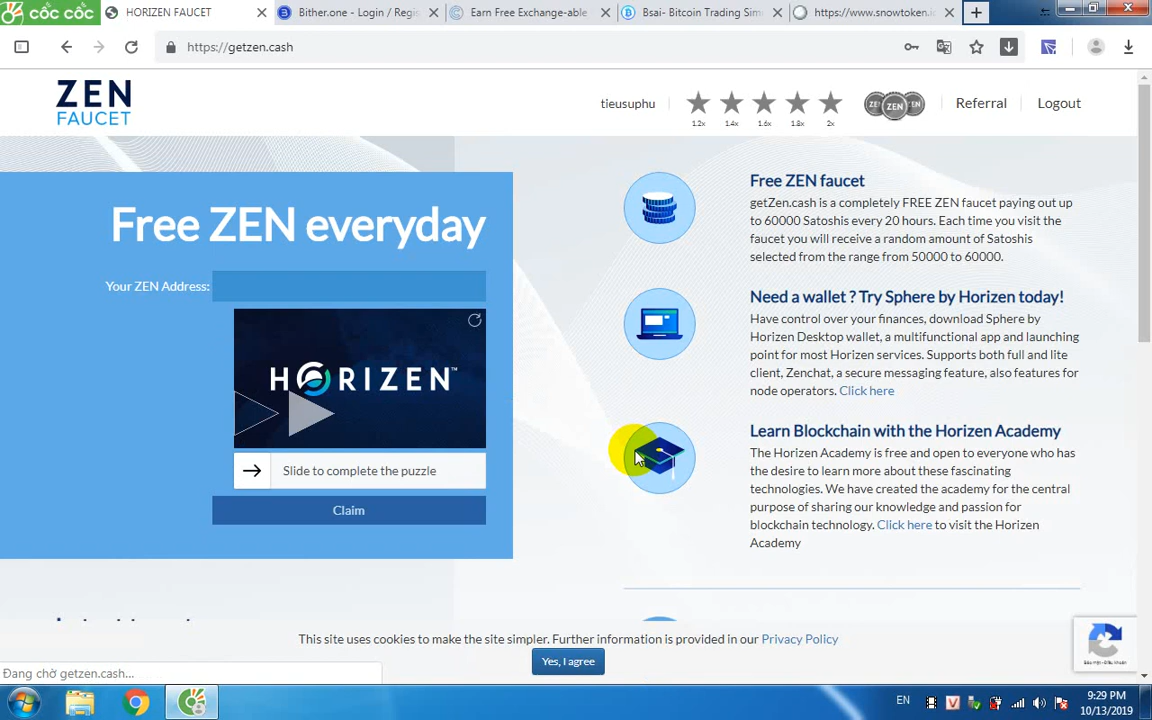 cốc cốc
HORIZEN FAUCET
Bither.one - Login / Regi
Earn Free Exchange-able
Bsai- Bitcoin Trading Sim
https://www.snowtoken.i
https://getzen.cash
ZEN
FAUCET
tieusuphu
1.2x
1.4x
1.6x
1.8x
2x
ZEN
Referral
Logout
Free ZEN everyday
Your ZEN Address:
HORIZEN™
Slide to complete the puzzle
Claim
Free ZEN faucet
getZen.cash is a completely FREE ZEN faucet paying out up
to 60000 Satoshis every 20 hours. Each time you visit the
faucet you will receive a random amount of Satoshis
selected from the range from 50000 to 60000.
Need a wallet ? Try Sphere by Horizen today!
Have control over your finances, download Sphere by
Horizen Desktop wallet, a multifunctional app and launching
point for most Horizen services. Supports both full and lite
client, Zenchat, a secure messaging feature, also features for
node operators. Click here
Learn Blockchain with the Horizen Academy
The Horizen Academy is free and open to everyone who has
the desire to learn more about these fascinating
technologies. We have created the academy for the central
purpose of sharing our knowledge and passion for
blockchain technology. Click here to visit the Horizen
Academy
This site uses cookies to make the site simpler. Further information is provided in our Privacy Policy
Yes, I agree
Bảo mật - Điều khoản
Đang chờ getzen.cash...
EN
9:29 PM
10/13/2019